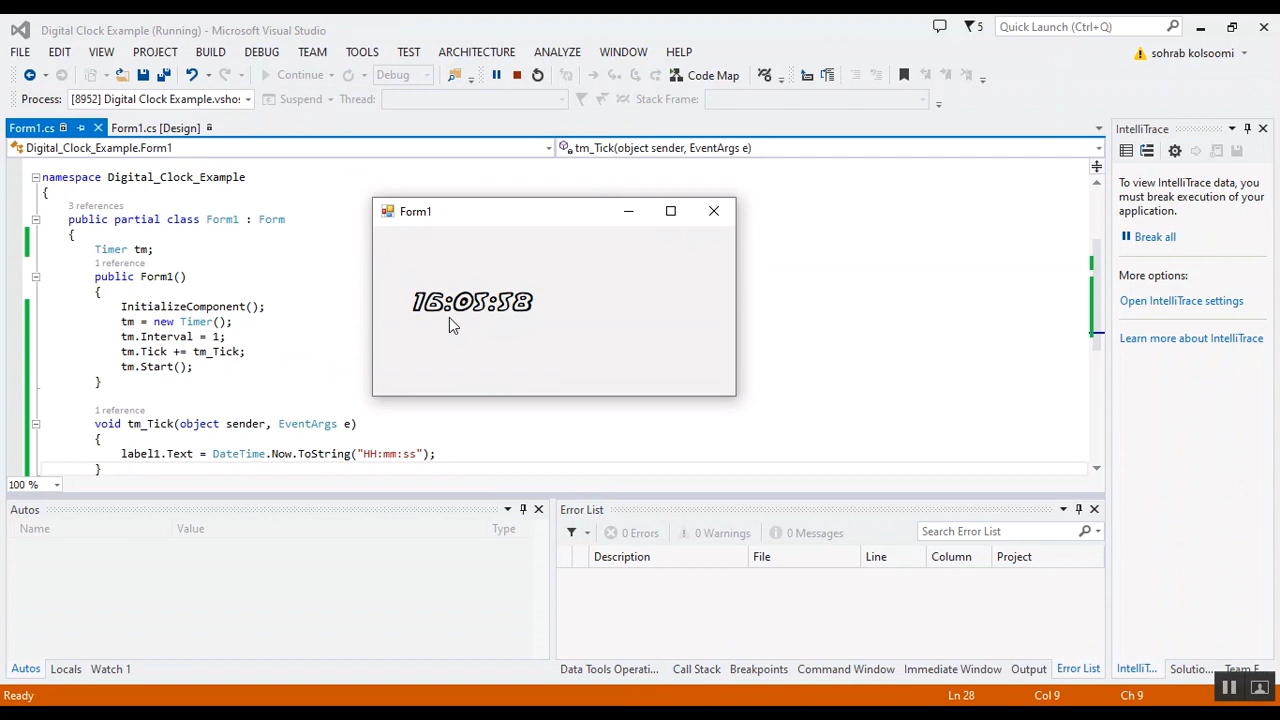 Digital Clock Example (Running) - Microsoft Visual Studio
5
Quick Launch (Ctrl+Q)
FILE EDIT VIEW PROJECT BUILD DEBUG TEAM TOOLS TEST ARCHITECTURE ANALYZE WINDOW HELP
sohrab kolsoomi
Continue Debug Code Map
Process: [8952] Digital Clock Example.vshos Suspend Thread: Stack Frame:
Form1.cs Form1.cs [Design]
Digital_Clock_Example.Form1 tm_Tick(object sender, EventArgs e)
namespace Digital_Clock_Example
{
3 references
public partial class Form1 : Form
{
Timer tm;
1 reference
public Form1()
{
InitializeComponent();
tm = new Timer();
tm.Interval = 1;
tm.Tick += tm_Tick;
tm.Start();
}
1 reference
void tm_Tick(object sender, EventArgs e)
{
label1.Text = DateTime.Now.ToString("HH:mm:ss");
}
100 %
Form1
IntelliTrace
To view IntelliTrace data, you
must break execution of your
application.
Break all
More options:
Open IntelliTrace settings
Learn more about IntelliTrace
Autos
Name Value Type
Autos Locals Watch 1
Error List
0 Errors 0 Warnings 0 Messages Search Error List
Description File Line Column Project
Data Tools Operati... Call Stack Breakpoints Command Window Immediate Window Output Error List
IntelliT... Solutio... Team E
Ready Ln 28 Col 9 Ch 9